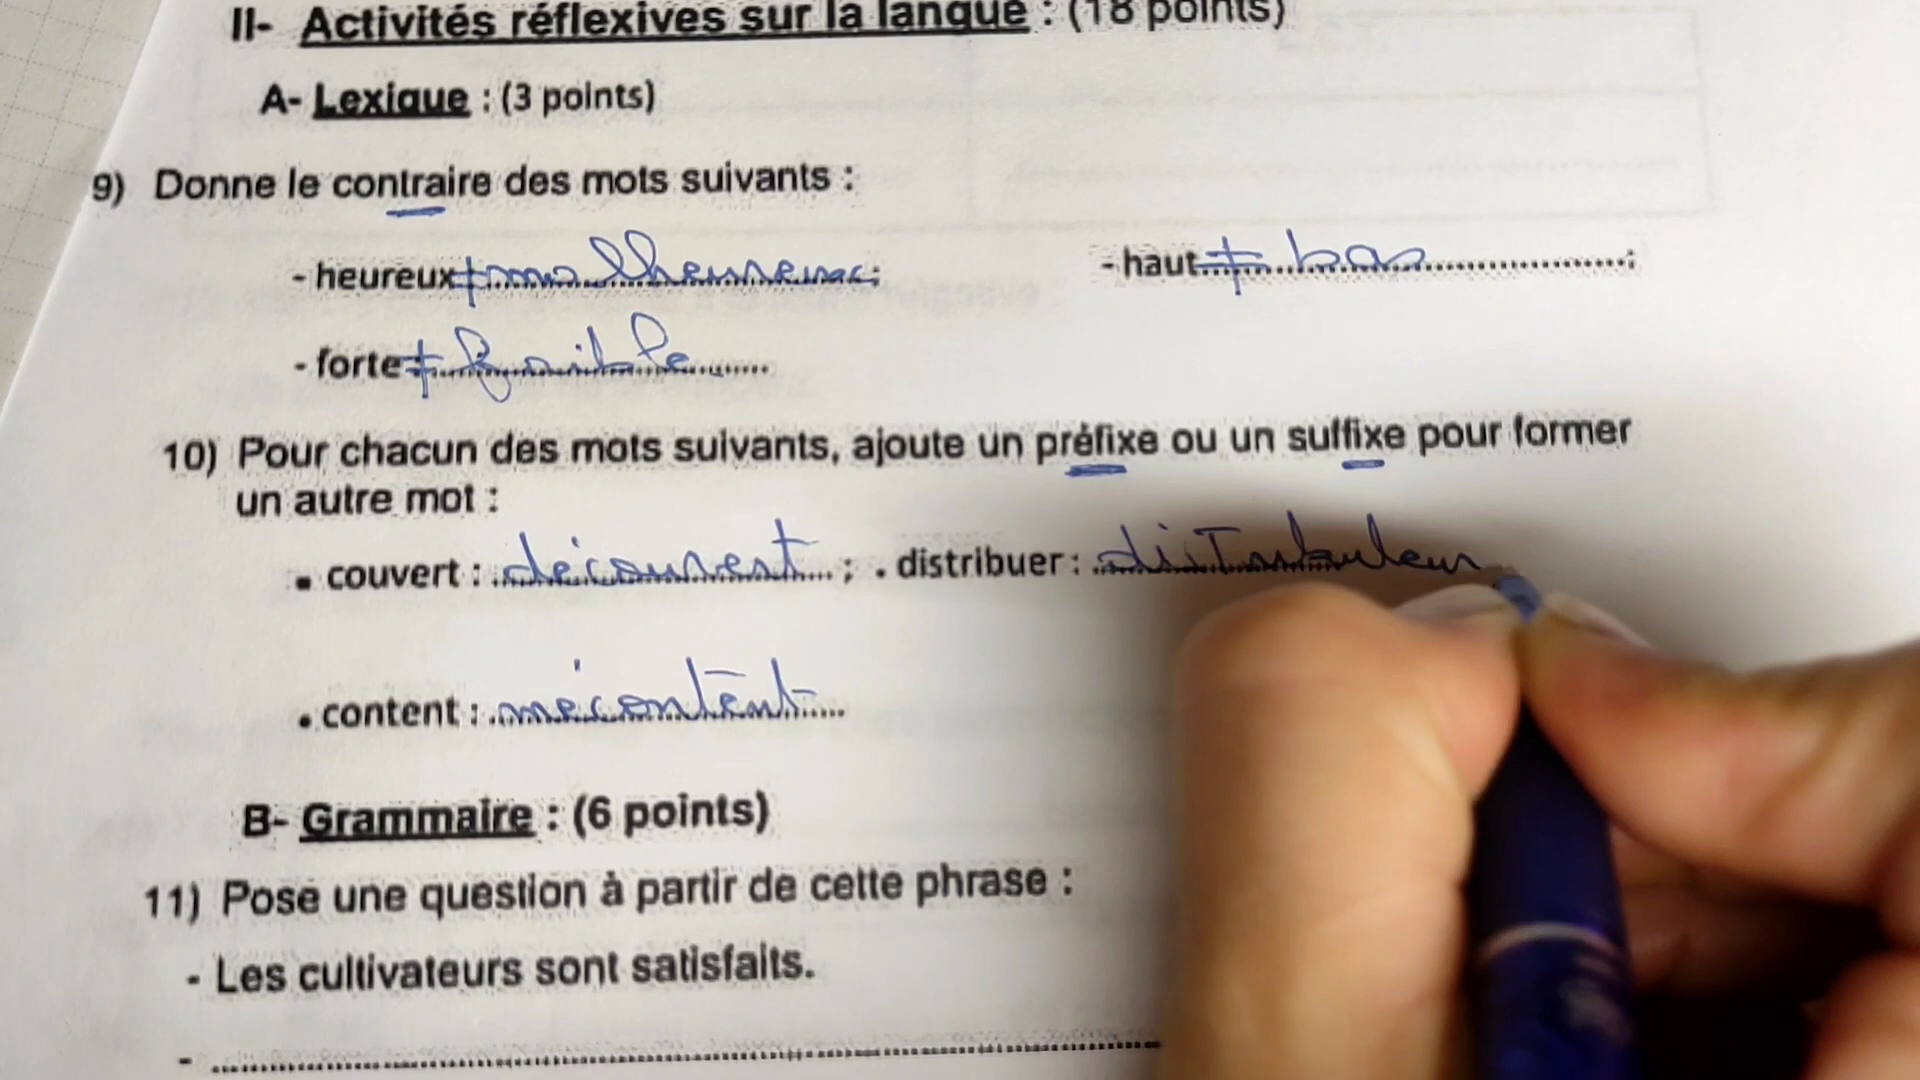 II- Activités réflexives sur la langue : (18 points)
A- Lexique : (3 points)
9) Donne le contraire des mots suivants :
- heureux ≠ malheureux ; - haut ≠ bas ;
- forte ≠ faible
10) Pour chacun des mots suivants, ajoute un préfixe ou un suffixe pour former
un autre mot :
. couvert : découvert ; . distribuer : distributeur
. content : mécontent
B- Grammaire : (6 points)
11) Pose une question à partir de cette phrase :
- Les cultivateurs sont satisfaits.
-